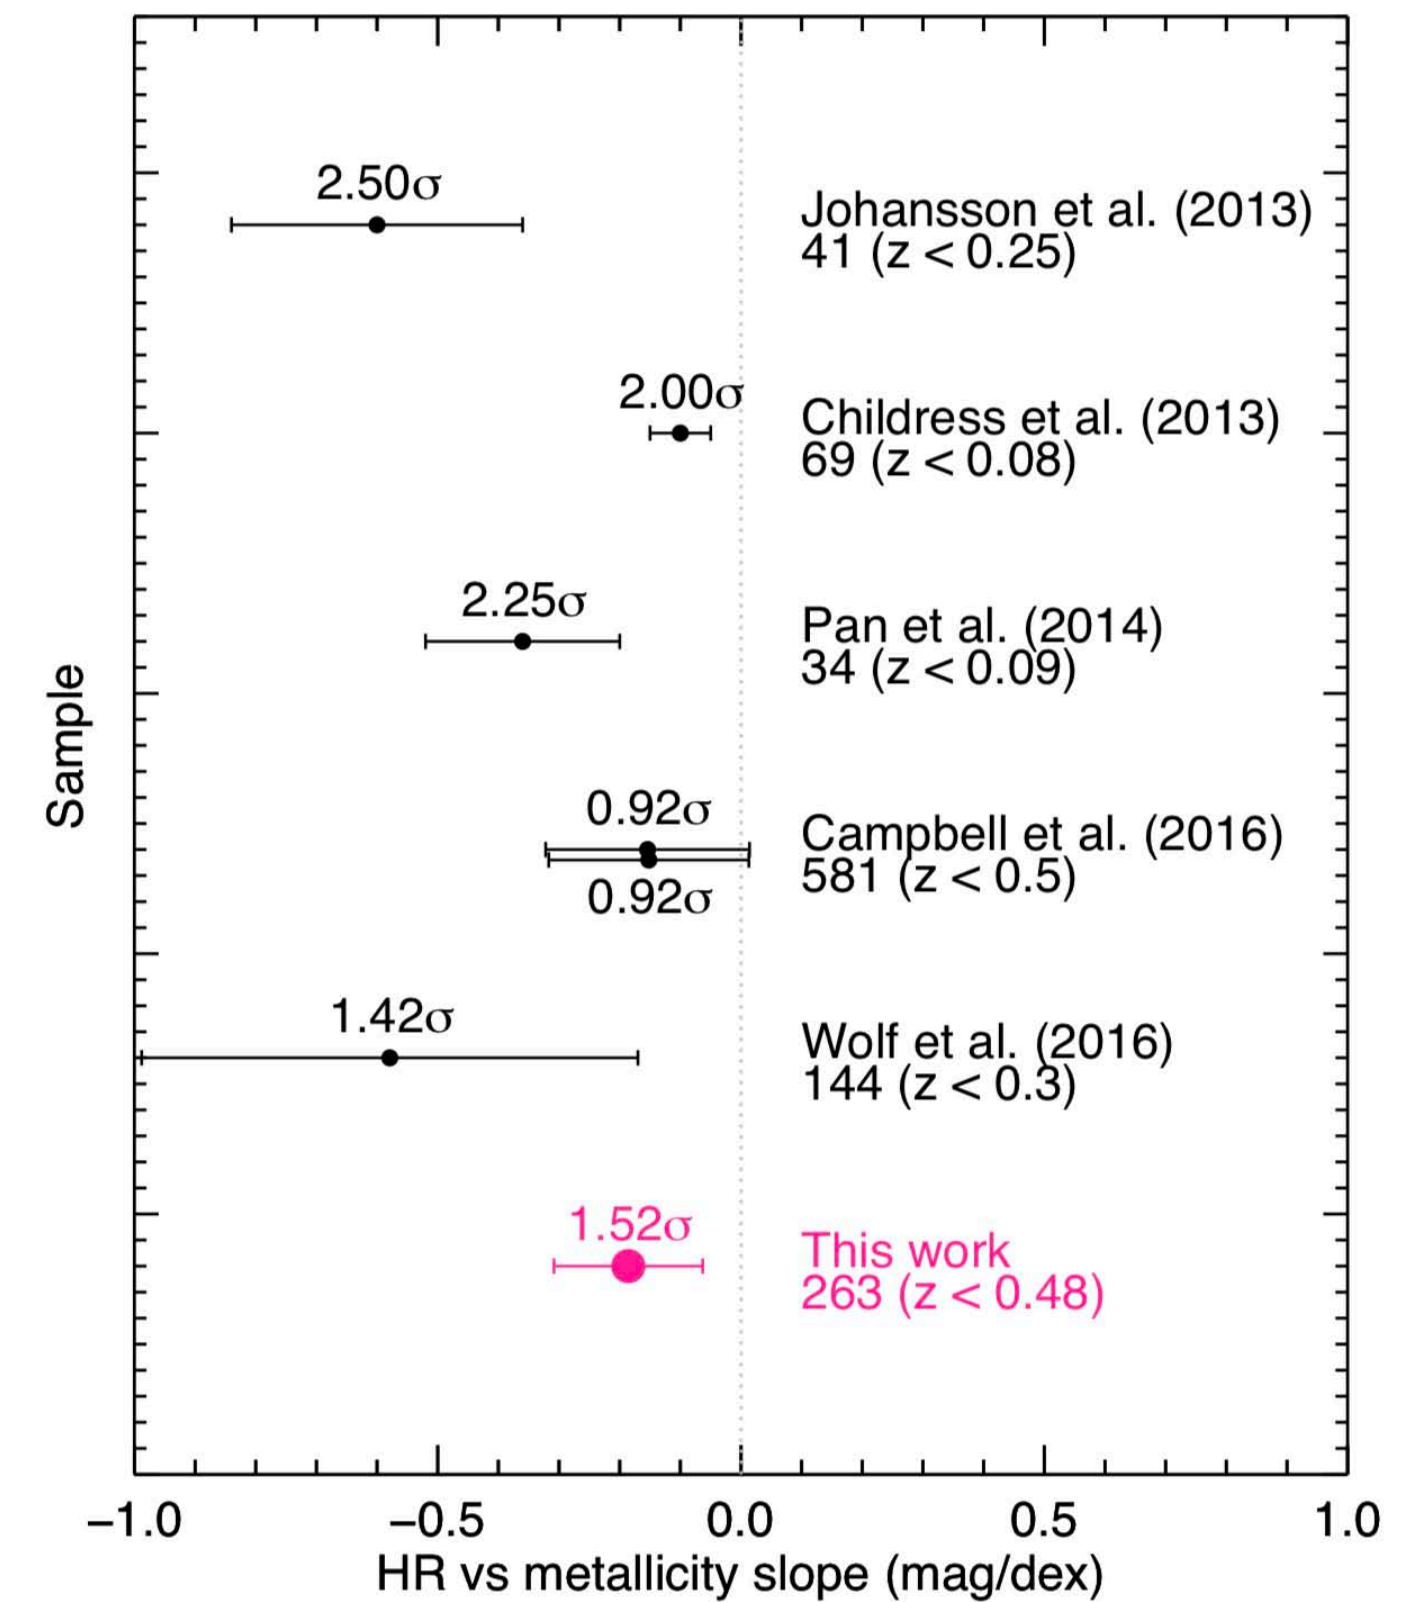 2.50σ
Johansson et al. (2013)
41 (z < 0.25)
2.00σ
Childress et al. (2013)
69 (z < 0.08)
2.25σ
Pan et al. (2014)
34 (z < 0.09)
0.92σ
Campbell et al. (2016)
581 (z < 0.5)
0.92σ
1.42σ
Wolf et al. (2016)
144 (z < 0.3)
1.52σ
This work
263 (z < 0.48)
Sample
−1.0 −0.5 0.0 0.5 1.0
HR vs metallicity slope (mag/dex)